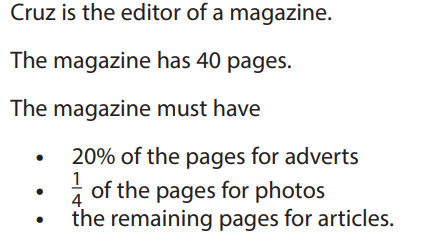 Cruz is the editor of a magazine.
The magazine has 40 pages.
The magazine must have
• 20% of the pages for adverts
• 1/4 of the pages for photos
• the remaining pages for articles.